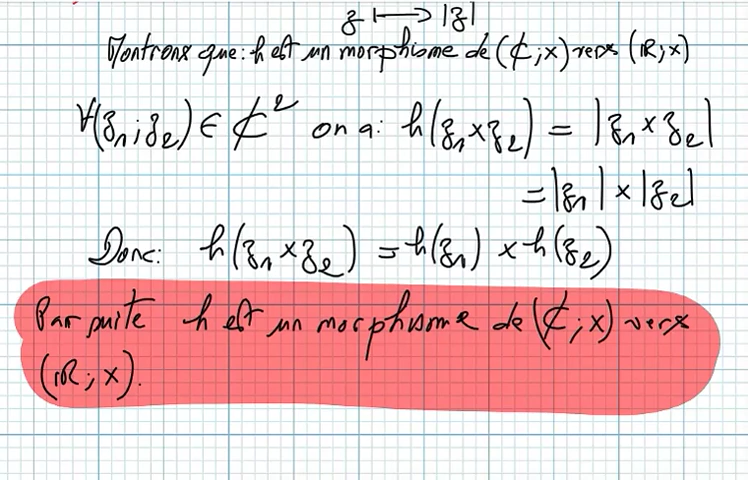 z ⟼ |z|
Montrons que: h est un morphisme de (ℂ;×) vers (ℝ;×)
∀(z₁;z₂) ∈ ℂ² on a: h(z₁×z₂) = |z₁×z₂|
= |z₁| × |z₂|
Donc: h(z₁×z₂) = h(z₁) × h(z₂)
Par suite h est un morphisme de (ℂ;×) vers
(ℝ;×).